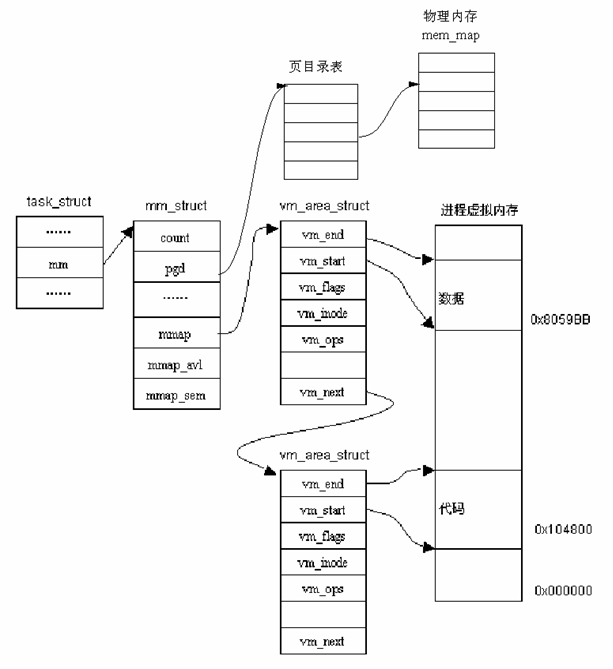 物理内存
mem_map
页目录表
task_struct
······
mm
······
mm_struct
count
pgd
······
mmap
mmap_avl
mmap_sem
vm_area_struct
vm_end
vm_start
vm_flags
vm_inode
vm_ops
vm_next
vm_area_struct
vm_end
vm_start
vm_flags
vm_inode
vm_ops
vm_next
进程虚拟内存
数据
0x8059BB
代码
0x104800
0x000000